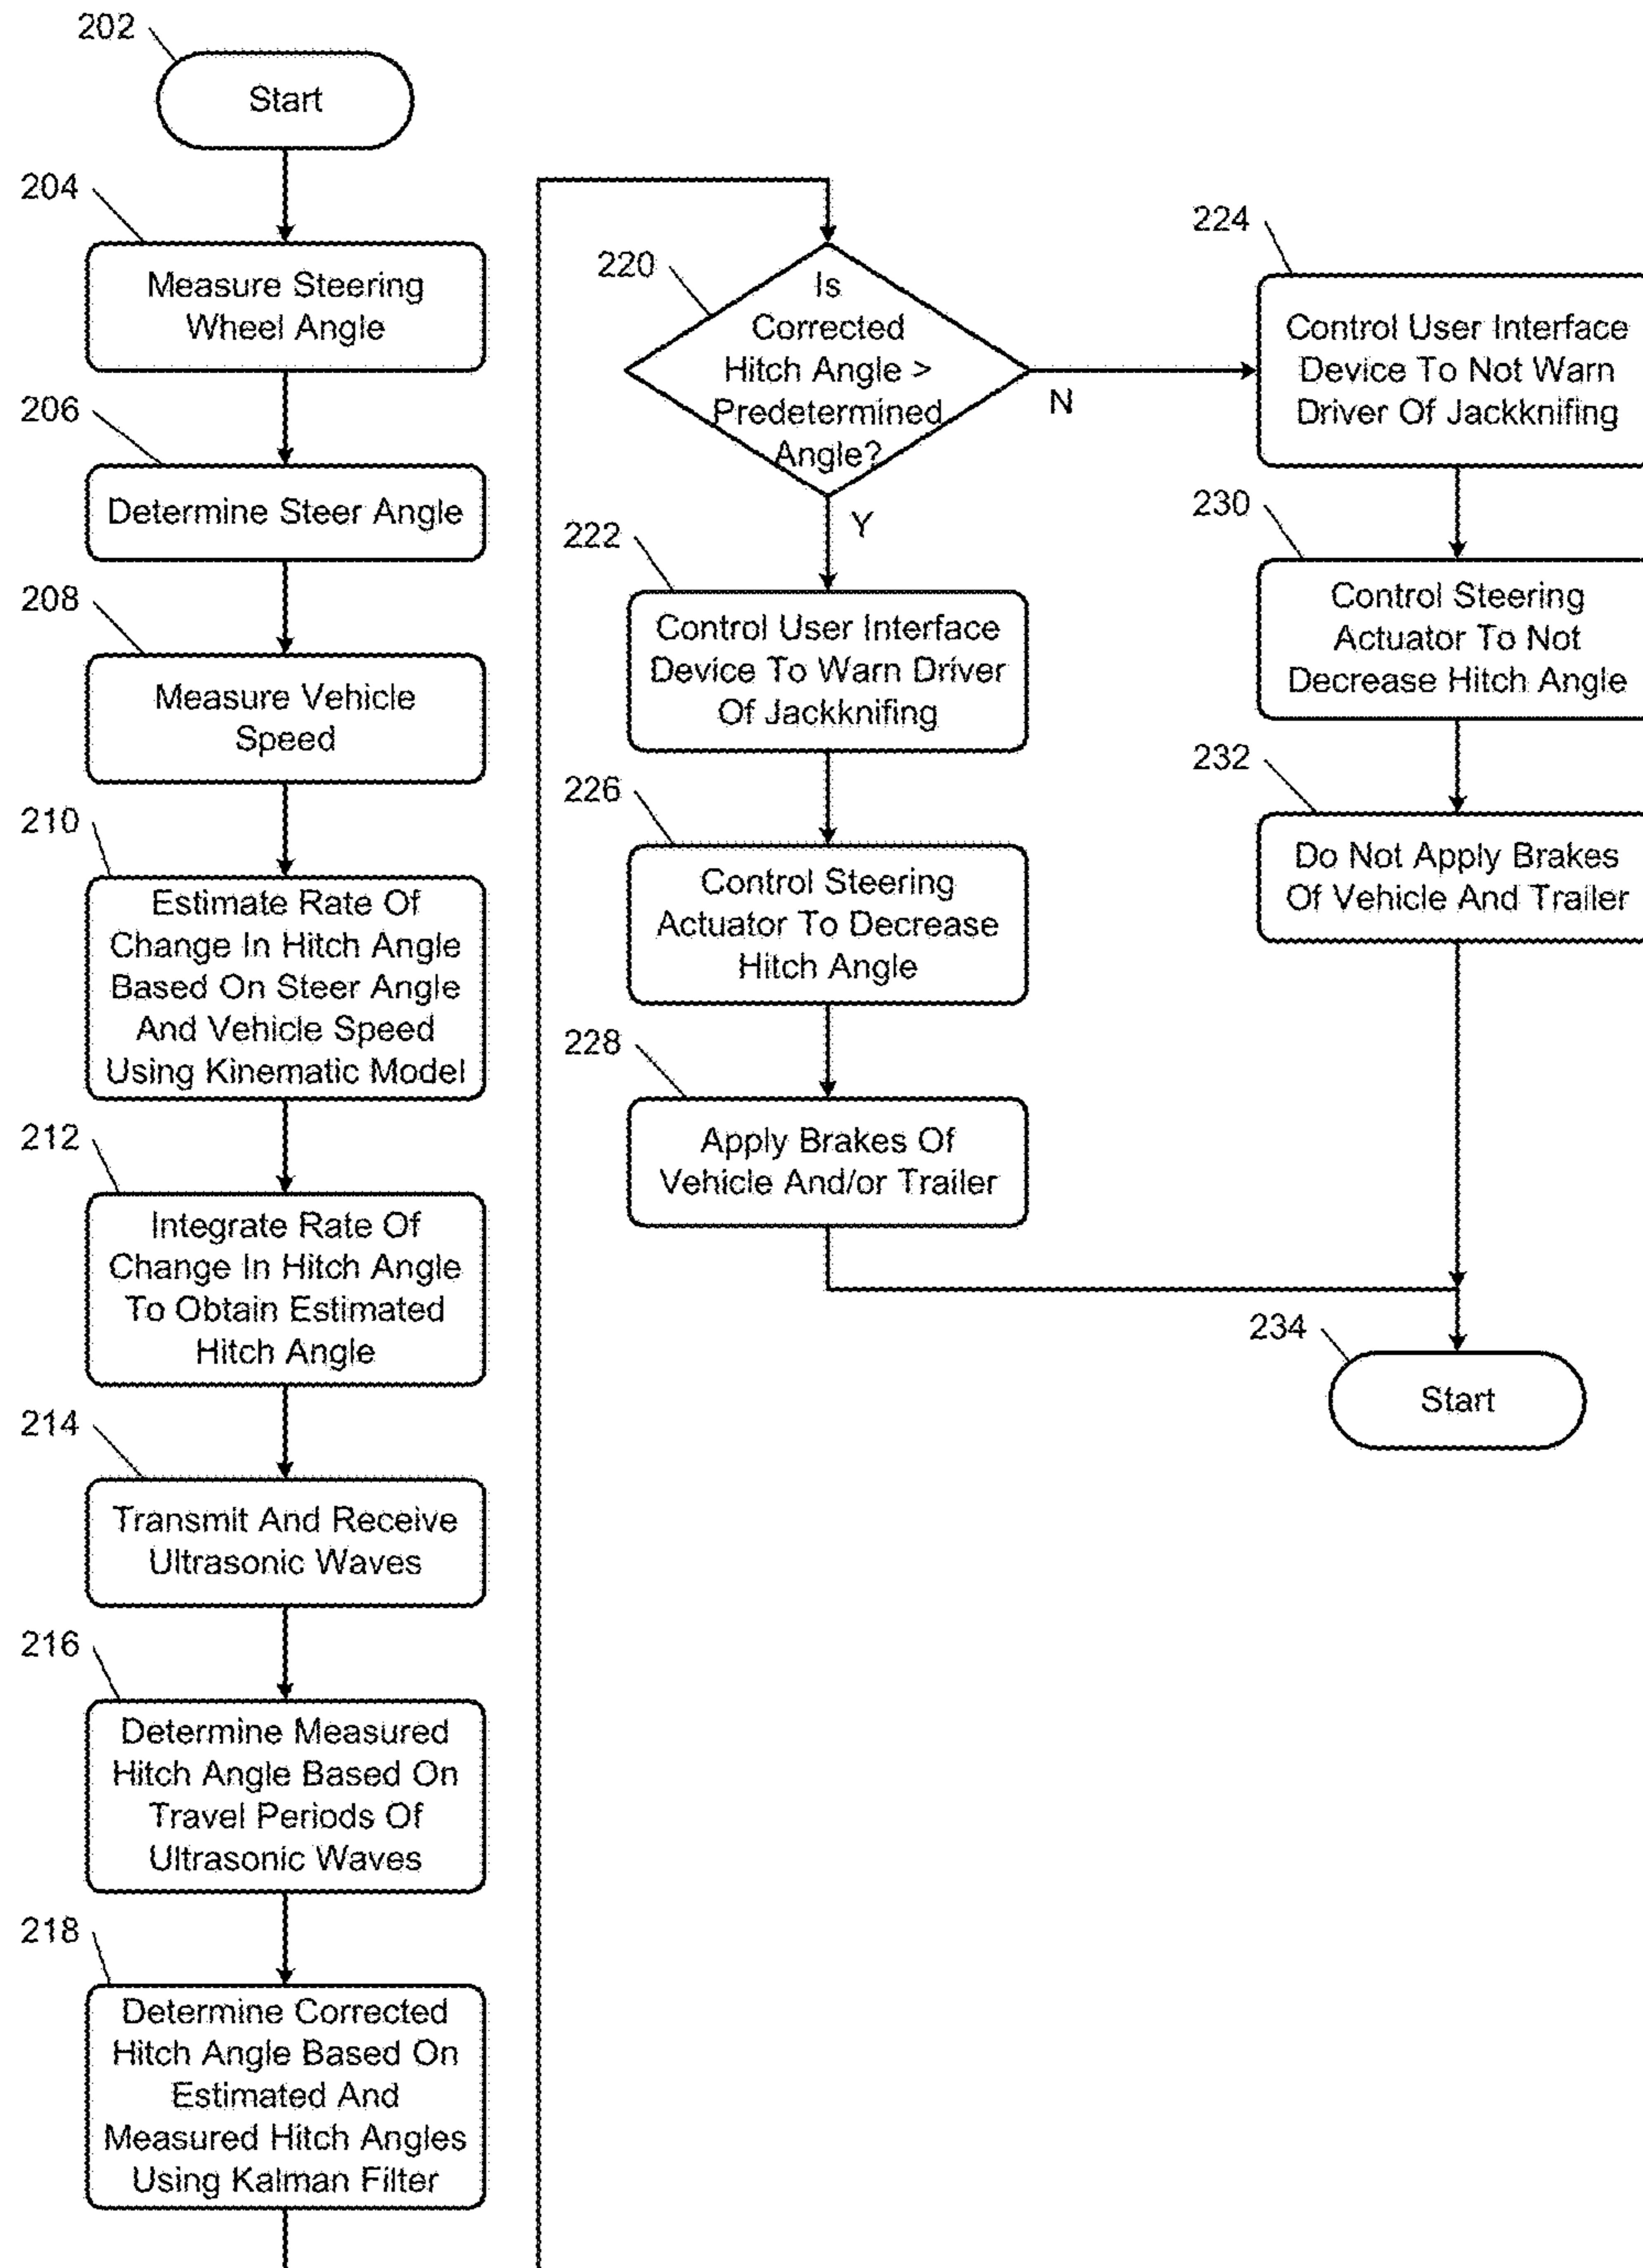 202
Start
204
Measure Steering
Wheel Angle
206
Determine Steer Angle
208
Measure Vehicle
Speed
210
Estimate Rate Of
Change In Hitch Angle
Based On Steer Angle
And Vehicle Speed
Using Kinematic Model
212
Integrate Rate Of
Change In Hitch Angle
To Obtain Estimated
Hitch Angle
214
Transmit And Receive
Ultrasonic Waves
216
Determine Measured
Hitch Angle Based On
Travel Periods Of
Ultrasonic Waves
218
Determine Corrected
Hitch Angle Based On
Estimated And
Measured Hitch Angles
Using Kalman Filter
220
Is
Corrected
Hitch Angle >
Predetermined
Angle?
N
Y
222
Control User Interface
Device To Warn Driver
Of Jackknifing
226
Control Steering
Actuator To Decrease
Hitch Angle
228
Apply Brakes Of
Vehicle And/or Trailer
224
Control User Interface
Device To Not Warn
Driver Of Jackknifing
230
Control Steering
Actuator To Not
Decrease Hitch Angle
232
Do Not Apply Brakes
Of Vehicle And Trailer
234
Start